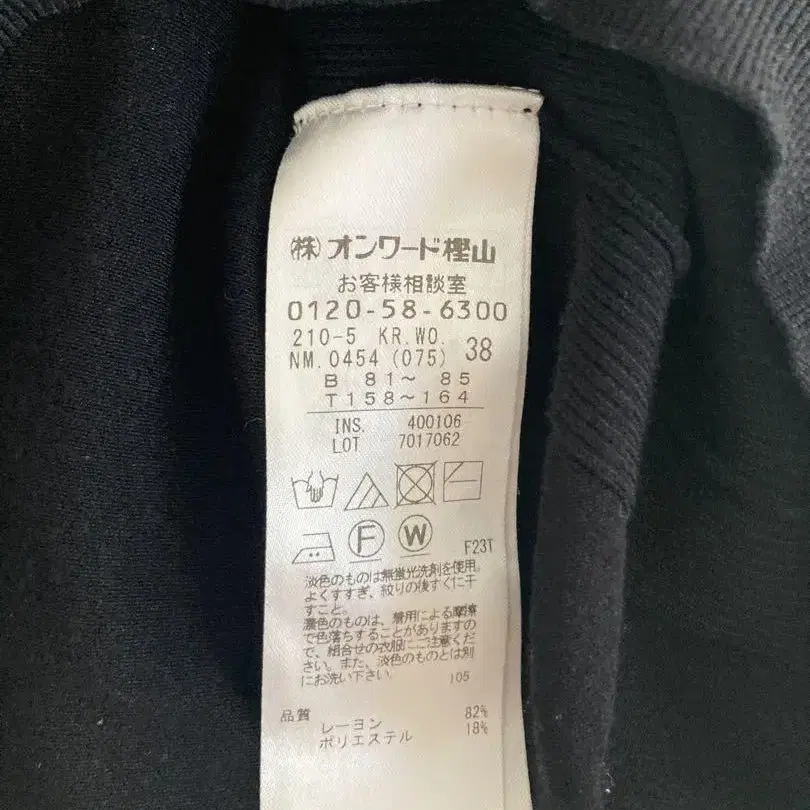 (株)オンワード樫山
お客様相談室
0120-58-6300
210-5 KR.WO.
NM.0454(075) 38
B 81～ 85
T158～164
INS. 400106
LOT 7017062
F W
F23T
淡色のものは無蛍光洗剤を使用。
よくすすぎ、絞りの後すぐに干
すこと。
濃色のものは、着用による摩擦
で色落ちすることがありますの
で、組合せの衣服にご注意くだ
さい。また、淡色のものとは別
にお洗い下さい。
105
品質
レーヨン 82%
ポリエステル 18%